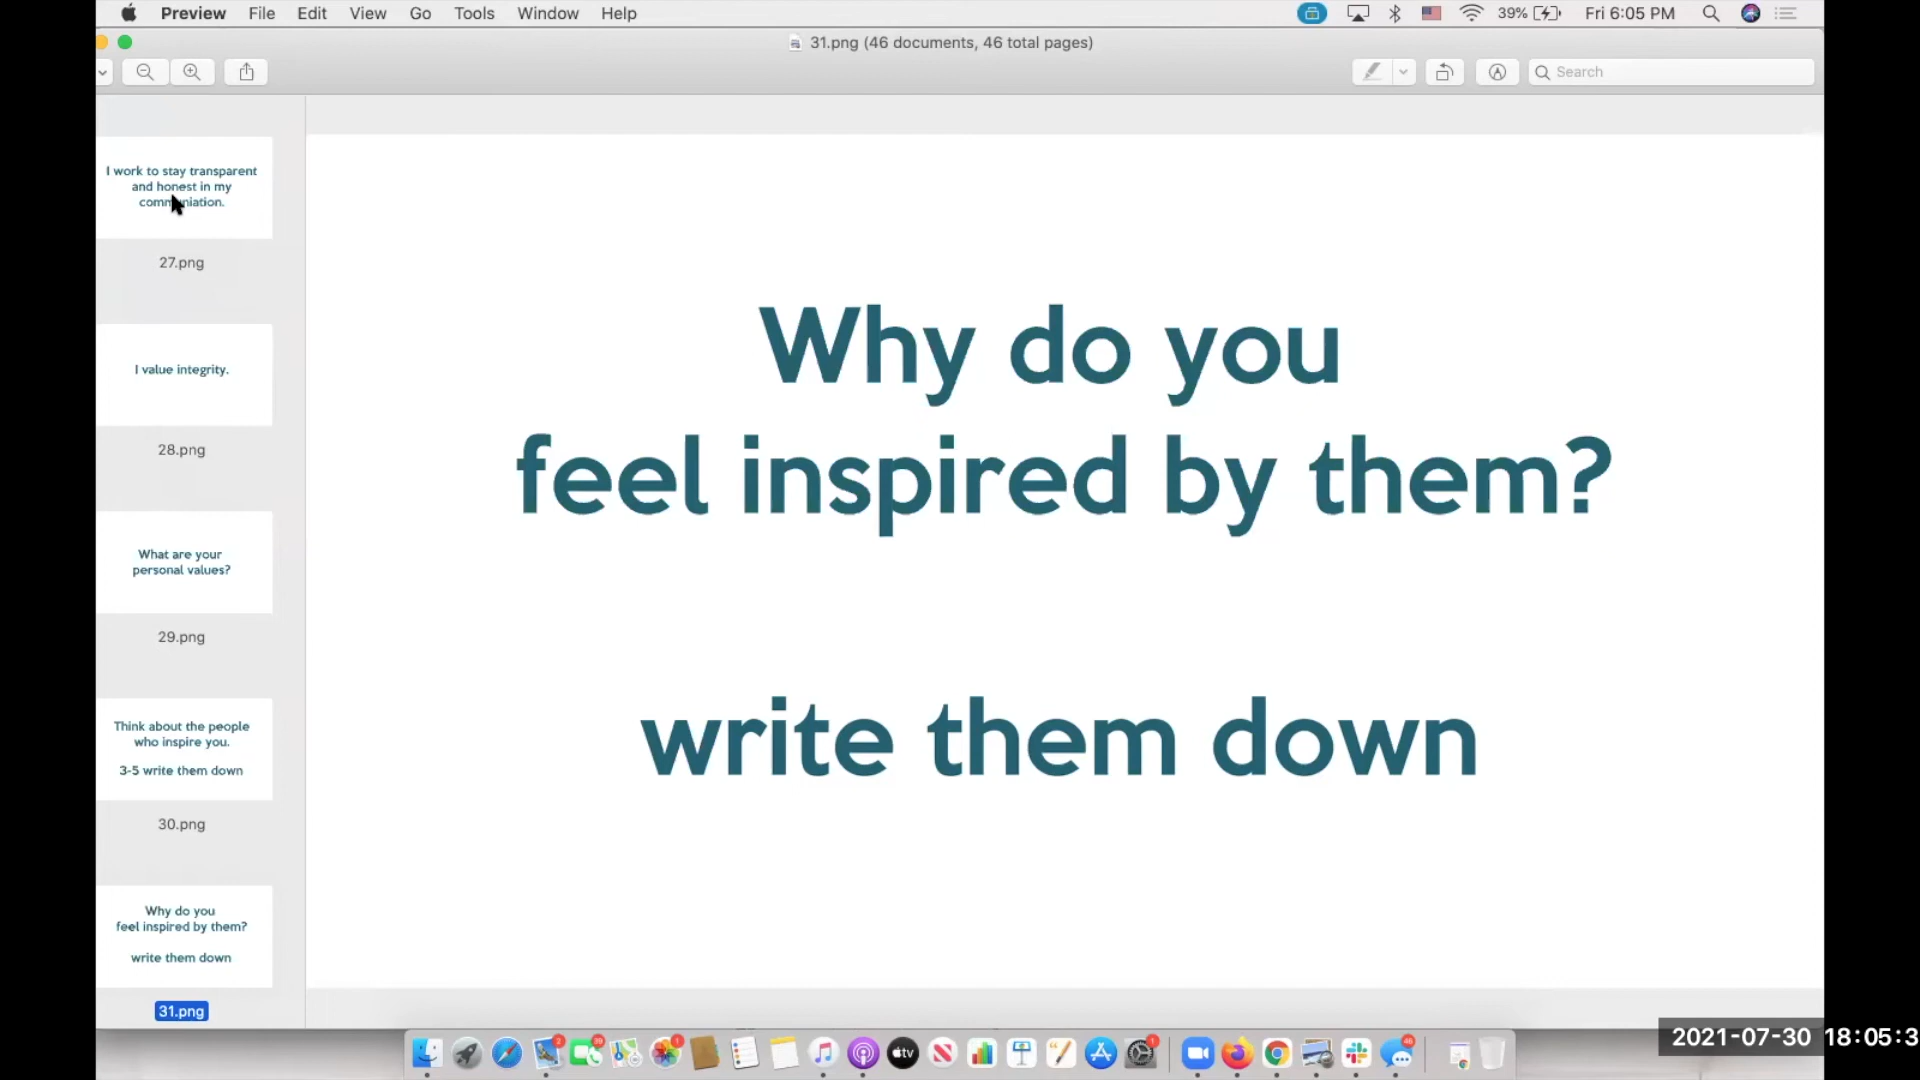 Preview File Edit View Go Tools Window Help
39% Fri 6:05 PM
31.png (46 documents, 46 total pages)
Search
I work to stay transparent
and honest in my
27.png
I value integrity.
28.png
What are your
personal values?
29.png
Think about the people
who inspire you.
3-5 write them down
30.png
Why do you
feel inspired by them?
write them down
31.png
Why do you
feel inspired by them?
write them down
tv
2021-07-30 18:05:3